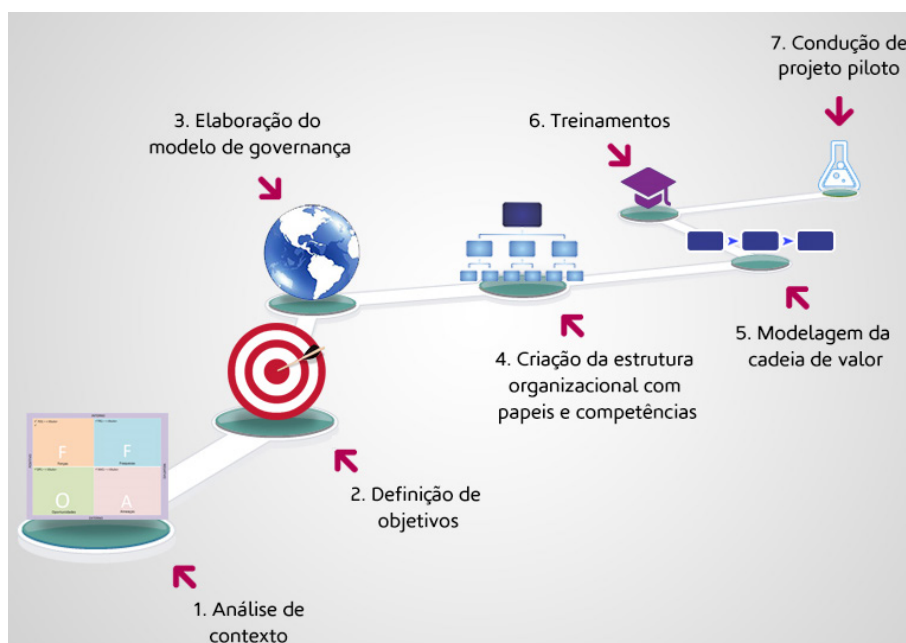 7. Condução de
projeto piloto
3. Elaboração do
modelo de governança
6. Treinamentos
4. Criação da estrutura
organizacional com
papeis e competências
5. Modelagem da
cadeia de valor
2. Definição de
objetivos
F
F
O
A
1. Análise de
contexto